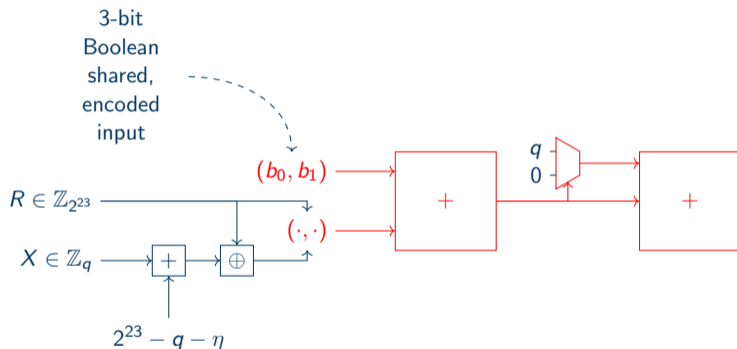 3-bit
Boolean
shared,
encoded
input
(b₀, b₁)
q
0
+
+
R ∈ ℤ₂²³
(·, ·)
X ∈ ℤ_q
+
⊕
2²³ − q − η